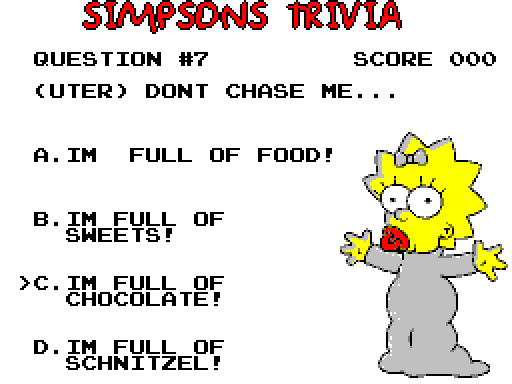 SIMPSONS TRIVIA
QUESTION #7 SCORE 000
(UTER) DONT CHASE ME...
A. IM FULL OF FOOD!
B. IM FULL OF
SWEETS!
>C. IM FULL OF
CHOCOLATE!
D. IM FULL OF
SCHNITZEL!